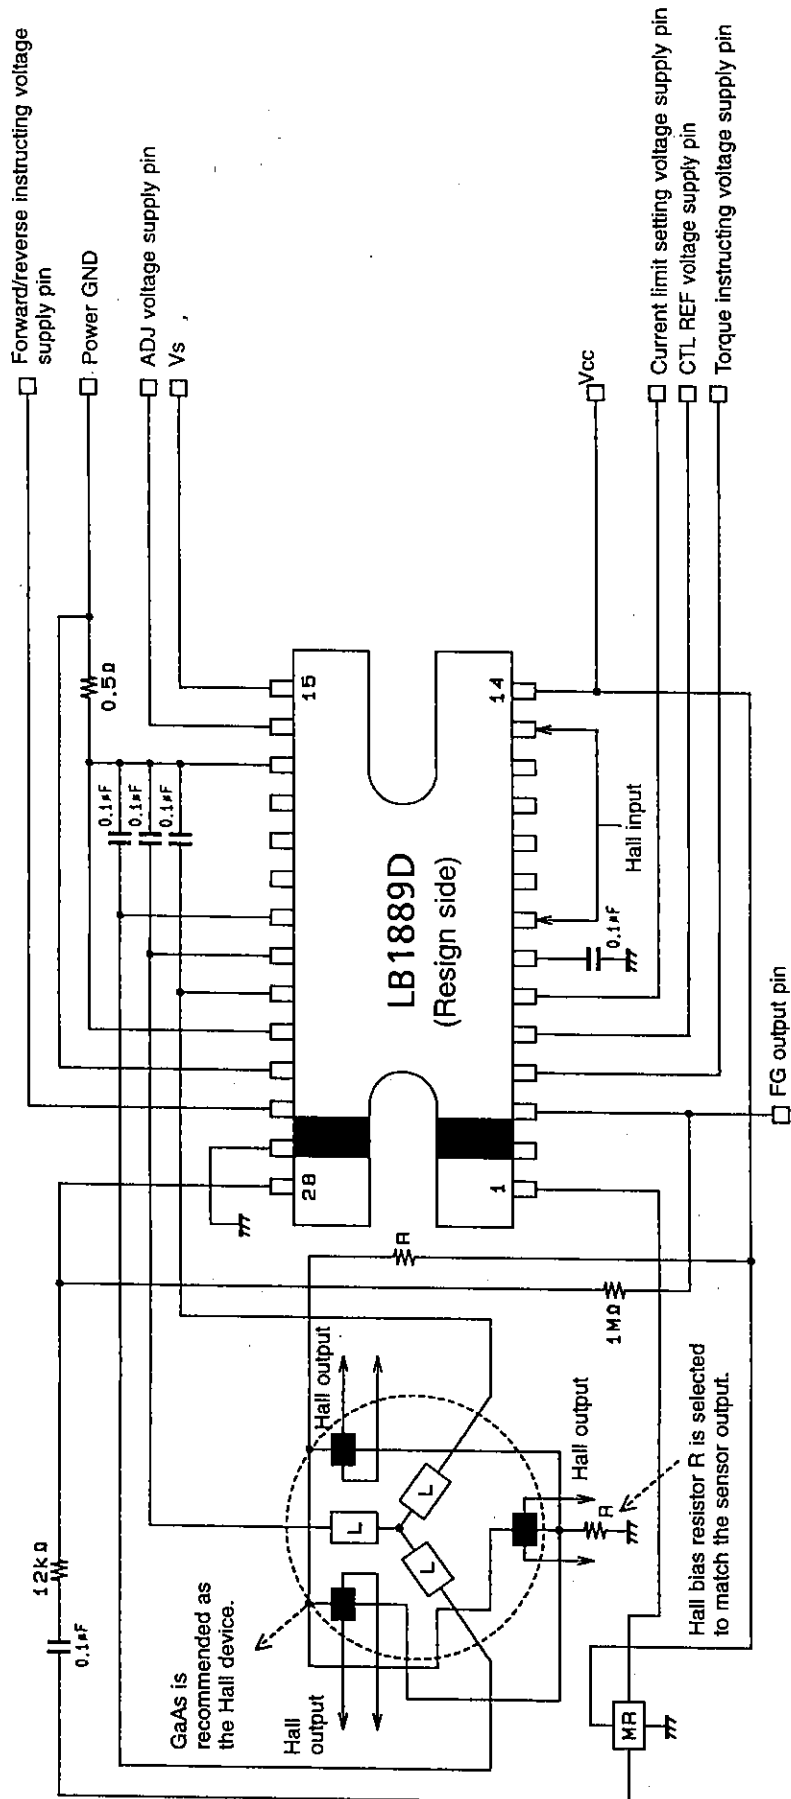 Forward/reverse instructing voltage
supply pin
Power GND
ADJ voltage supply pin
Vs
Vcc
Current limit setting voltage supply pin
CTL REF voltage supply pin
Torque instructing voltage supply pin
0.5Ω
0.1μF
0.1μF
0.1μF
15
14
LB1889D
(Resign side)
28
1
Hall input
0.1μF
FG output pin
R
1MΩ
12kΩ
0.1μF
Hall output
Hall output
Hall
output
L
L
L
GaAs is
recommended as
the Hall device.
R
Hall bias resistor R is selected
to match the sensor output.
MR